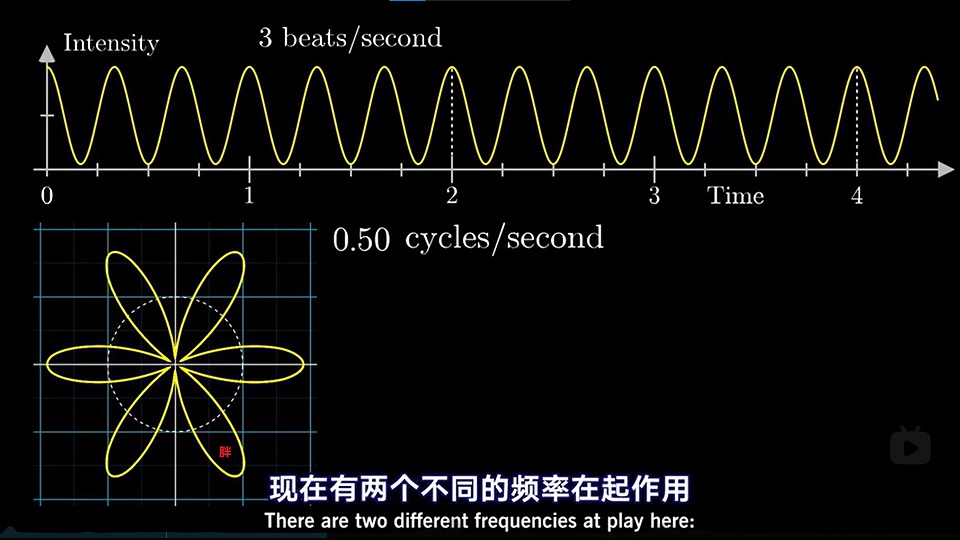 Intensity
3 beats/second
0 1 2 3 Time 4
0.50 cycles/second
胖
现在有两个不同的频率在起作用
There are two different frequencies at play here: